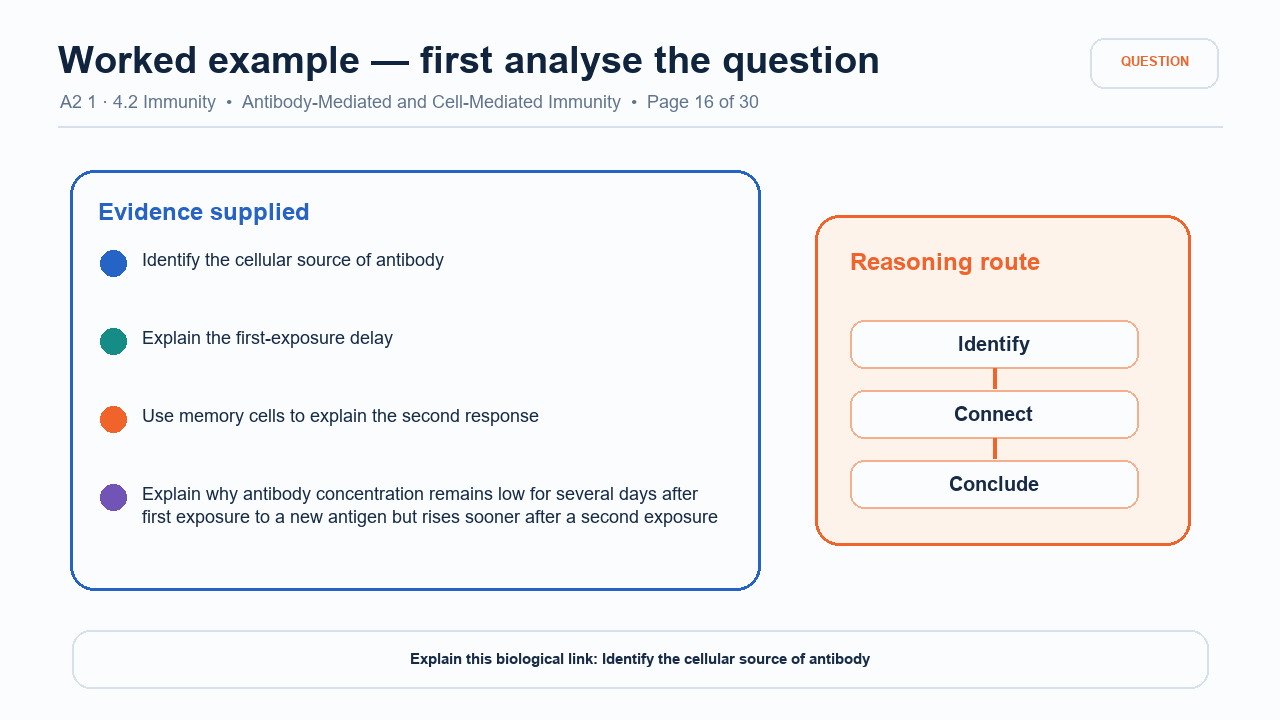 Worked example — first analyse the question
QUESTION
A2 1 · 4.2 Immunity • Antibody-Mediated and Cell-Mediated Immunity • Page 16 of 30
Evidence supplied
Identify the cellular source of antibody
Explain the first-exposure delay
Use memory cells to explain the second response
Explain why antibody concentration remains low for several days after
first exposure to a new antigen but rises sooner after a second exposure
Reasoning route
Identify
Connect
Conclude
Explain this biological link: Identify the cellular source of antibody